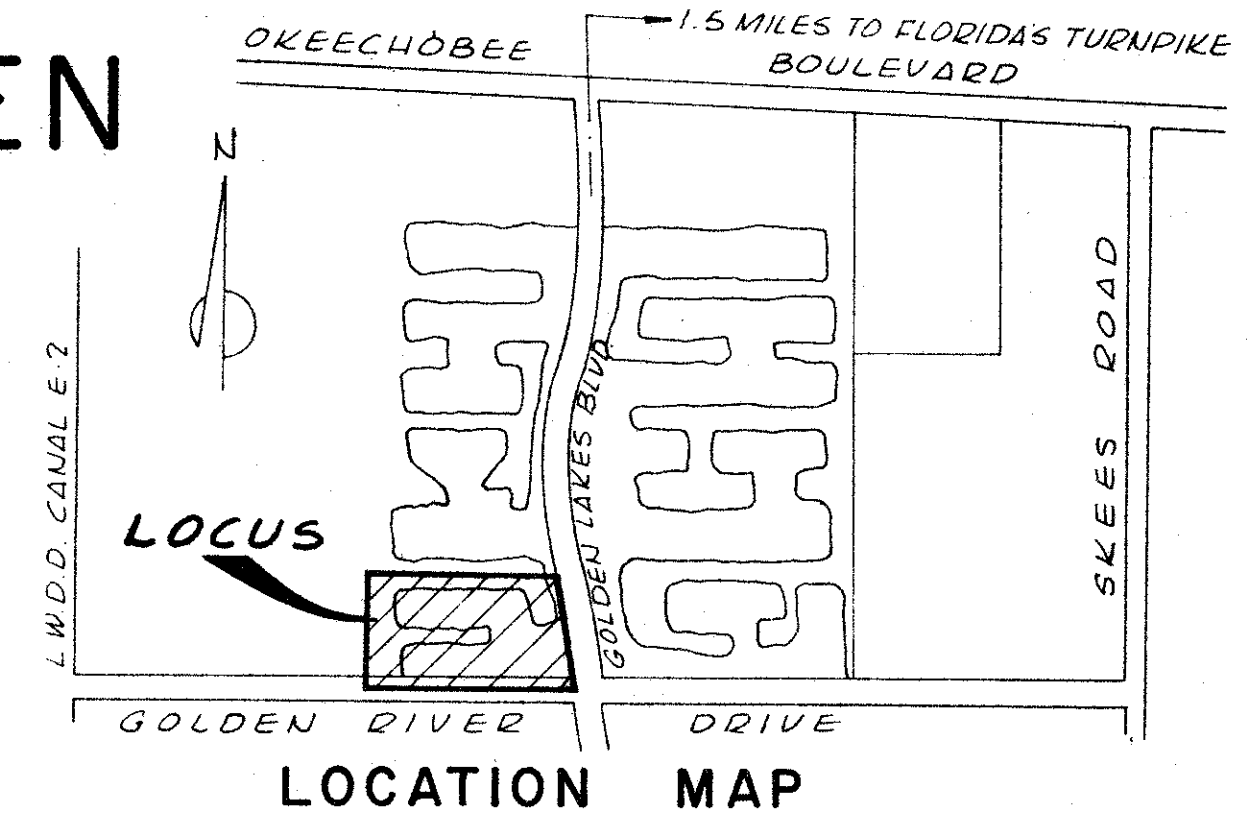 EN
OKEECHOBEE
1.5 MILES TO FLORIDA'S TURNPIKE
BOULEVARD
N
L.W.D.D. CANAL E-2
GOLDEN LAKES BLVD
SKEES ROAD
LOCUS
GOLDEN RIVER DRIVE
LOCATION MAP